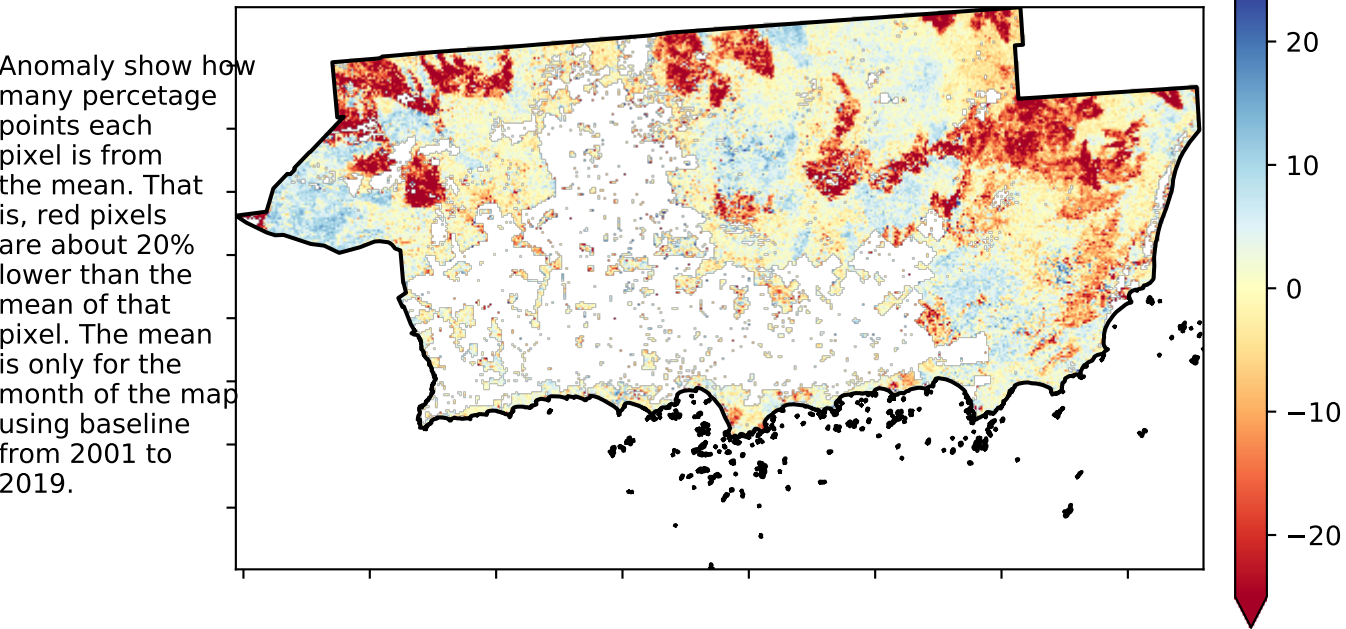 Anomaly show how
many percetage
points each
pixel is from
the mean. That
is, red pixels
are about 20%
lower than the
mean of that
pixel. The mean
is only for the
month of the map
using baseline
from 2001 to
2019.
20
10
0
−10
−20